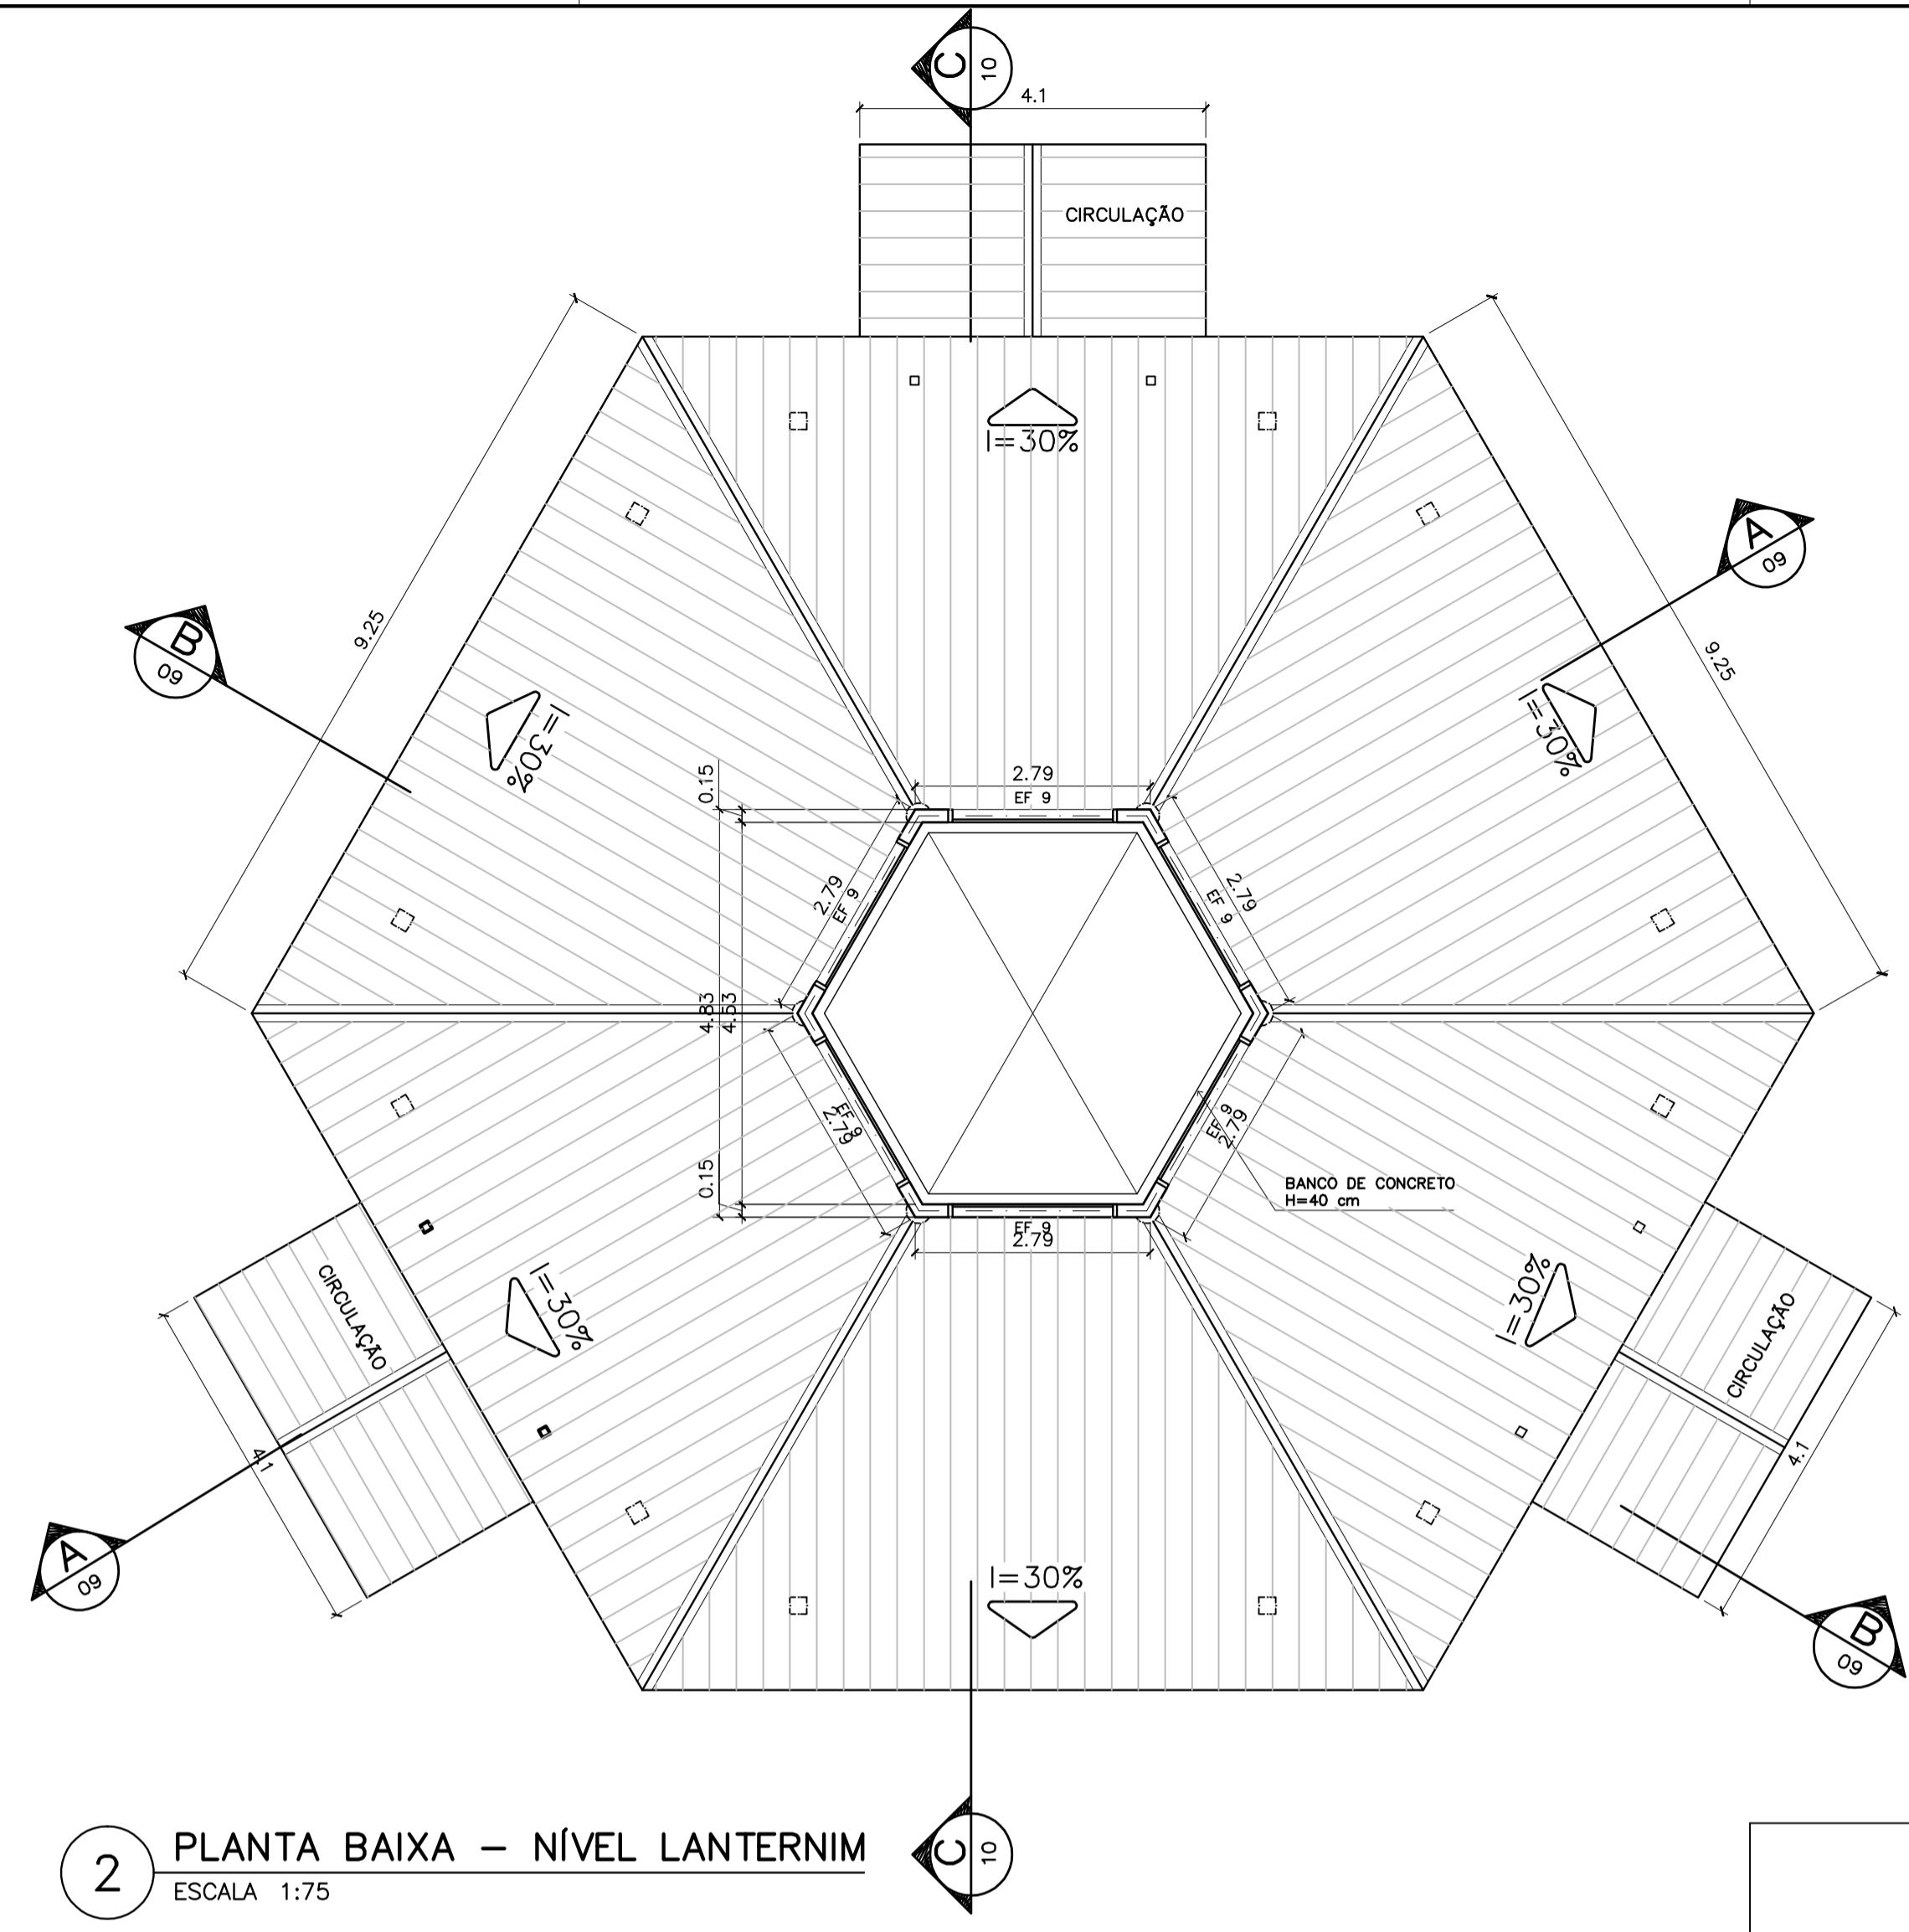 C
10
4.1
CIRCULAÇÃO
I=30%
A
09
B
09
9.25
9.25
I=30%
I=30%
0.15
2.79
EF 9
2.79
EF 9
2.79
EF 9
4.83
4.53
EF 9
2.79
EF 9
2.79
0.15
BANCO DE CONCRETO
H=40 cm
EF 9
2.79
CIRCULAÇÃO
I=30%
I=30%
CIRCULAÇÃO
4.1
4.1
A
09
I=30%
B
09
2
PLANTA BAIXA – NÍVEL LANTERNIM
ESCALA 1:75
C
10